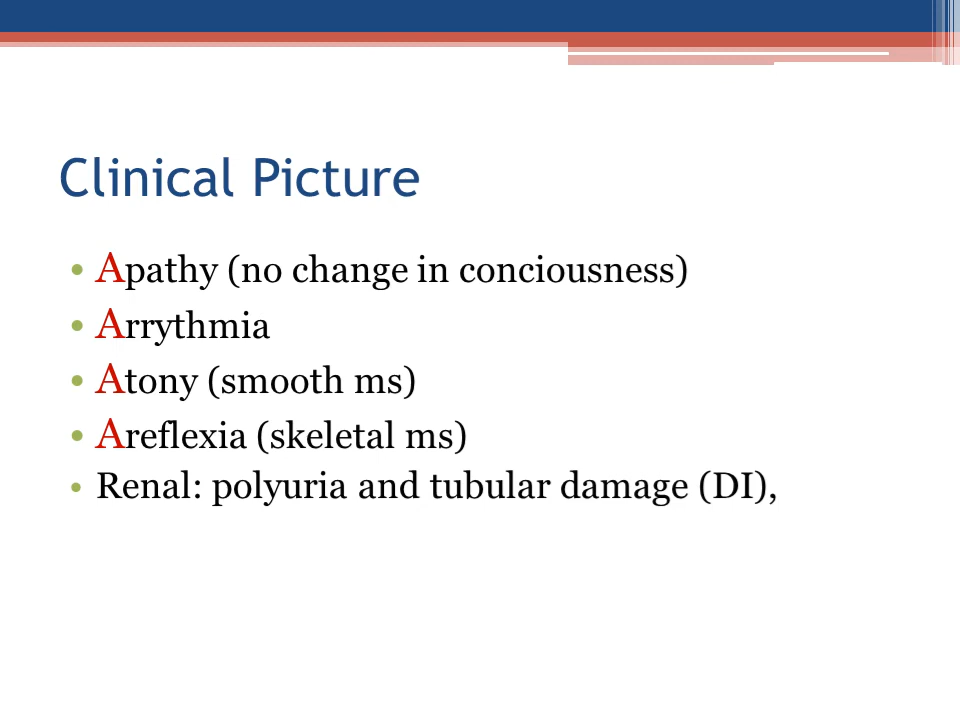 Clinical Picture
• Apathy (no change in conciousness)
• Arrythmia
• Atony (smooth ms)
• Areflexia (skeletal ms)
• Renal: polyuria and tubular damage (DI),